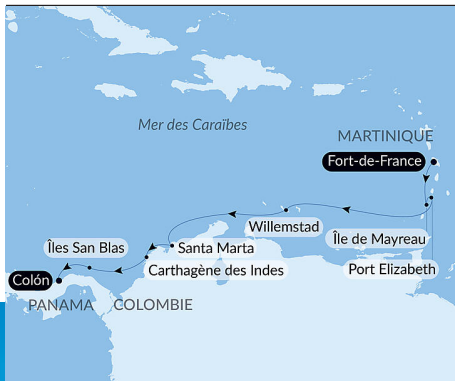 Mer des Caraïbes
MARTINIQUE
Fort-de-France
Willemstad
Île de Mayreau
Îles San Blas
Santa Marta
Carthagène des Indes
Port Elizabeth
Colón
PANAMA
COLOMBIE